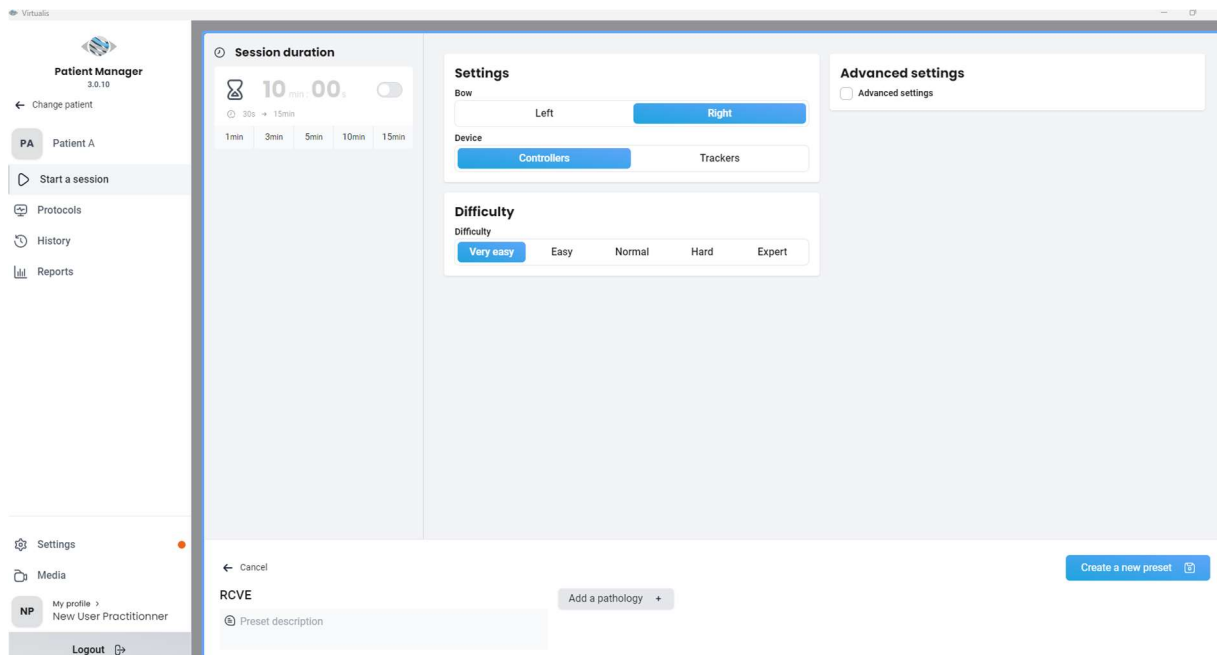 Virtualis
Patient Manager
3.0.10
Change patient
PA
Patient A
Start a session
Protocols
History
Reports
Settings
Media
NP
My profile >
New User Practitionner
Logout
Session duration
10 min : 00 s
30s → 15min
1min 3min 5min 10min 15min
Settings
Bow
Left Right
Device
Controllers Trackers
Difficulty
Difficulty
Very easy Easy Normal Hard Expert
Advanced settings
Advanced settings
Cancel
Create a new preset
RCVE
Add a pathology +
Preset description